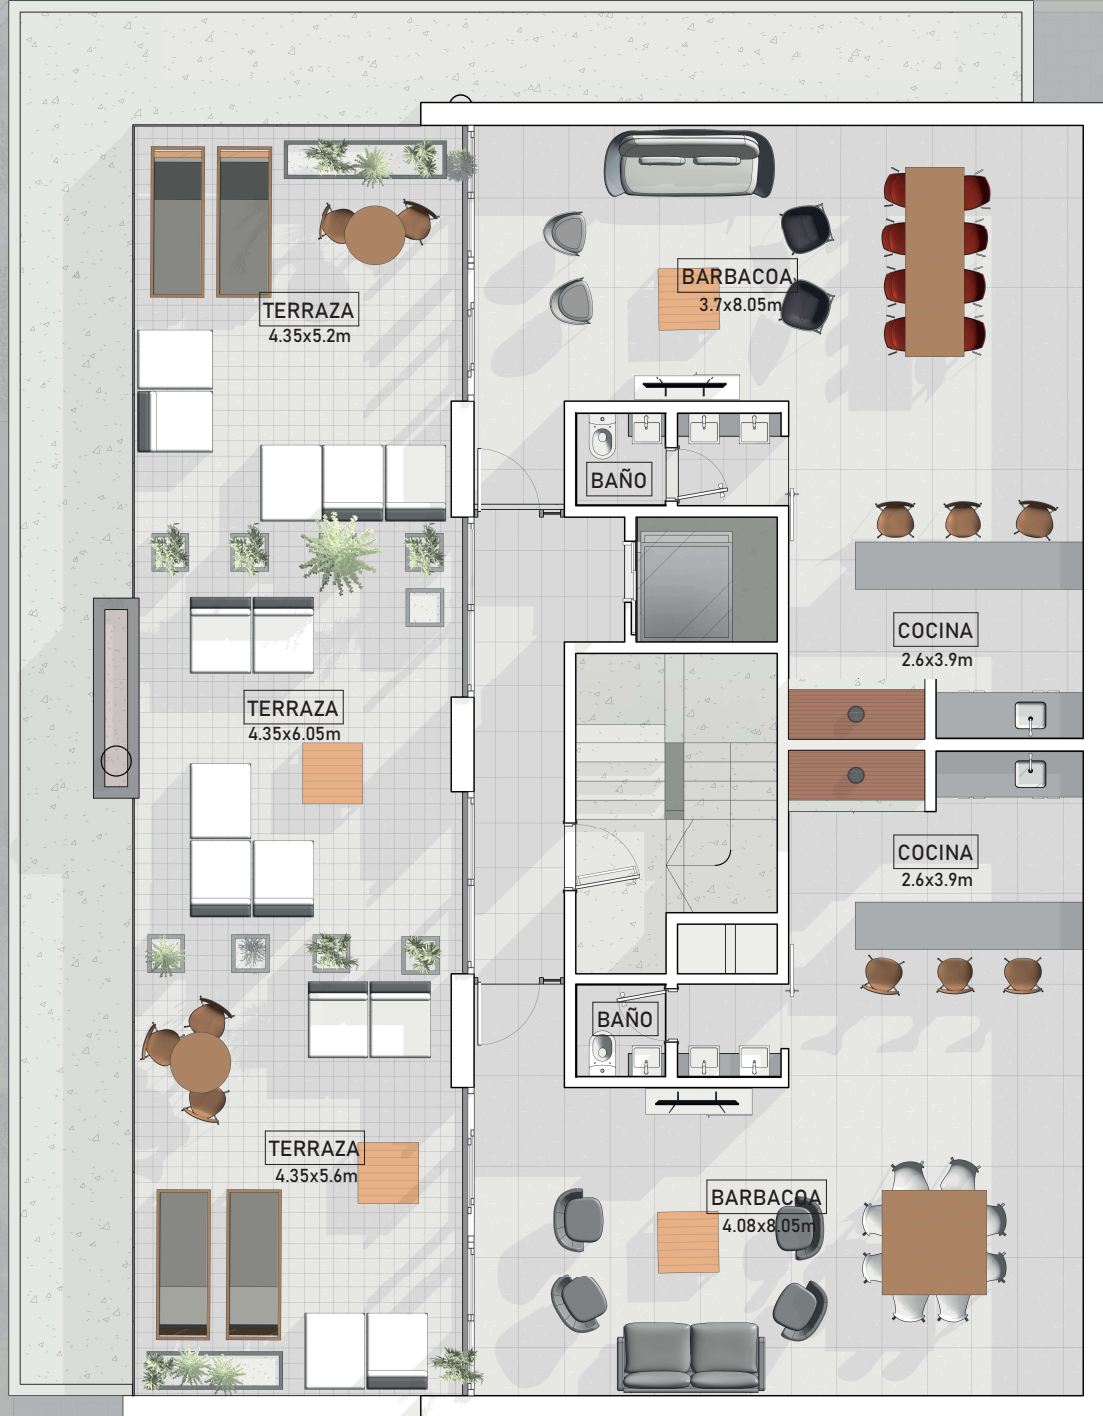 BARBACOA
3.7x8.05m
TERRAZA
4.35x5.2m
BAÑO
COCINA
2.6x3.9m
TERRAZA
4.35x6.05m
COCINA
2.6x3.9m
BAÑO
TERRAZA
4.35x5.6m
BARBACOA
4.08x8.05m